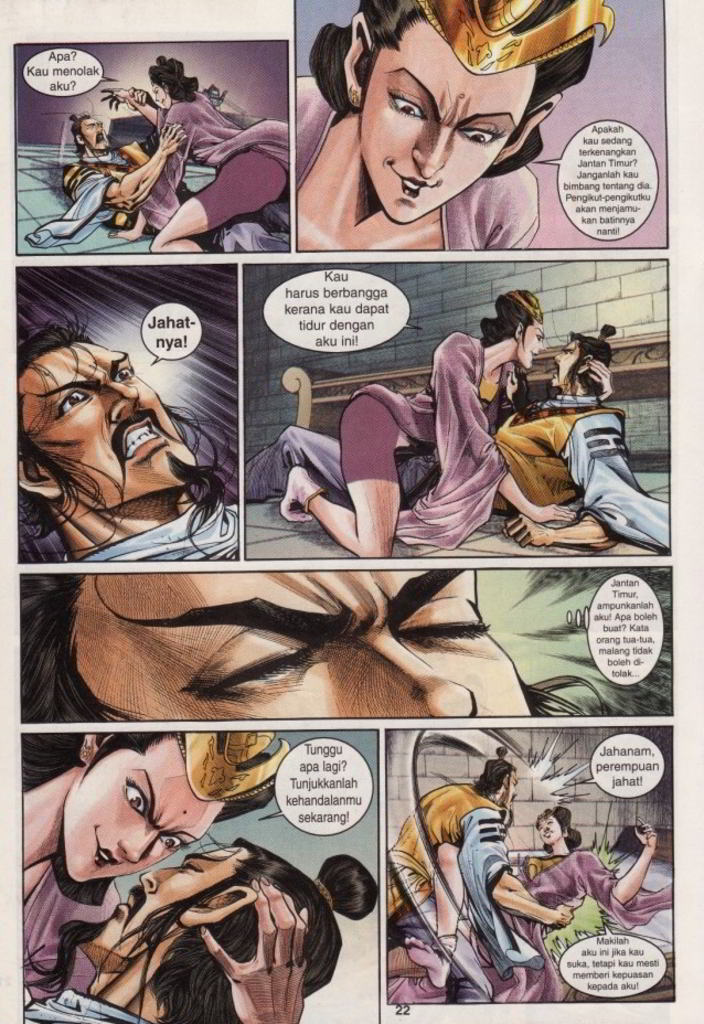 Apa?
Kau menolak
aku?
Apakah
kau sedang
terkenangkan
Jantan Timur?
Janganlah kau
bimbang tentang dia.
Pengikut-pengikutku
akan menjamu-
kan batinnya
nanti!
Jahat-
nya!
Kau
harus berbangga
kerana kau dapat
tidur dengan
aku ini!
Jantan
Timur,
ampunkanlah
aku! Apa boleh
buat? Kata
orang tua-tua,
malang tidak
boleh di-
tolak...
Tunggu
apa lagi?
Tunjukkanlah
kehandalanmu
sekarang!
Jahanam,
perempuan
jahat!
Makilah
aku ini jika kau
suka, tetapi kau mesti
memberi kepuasan
kepada aku!
22